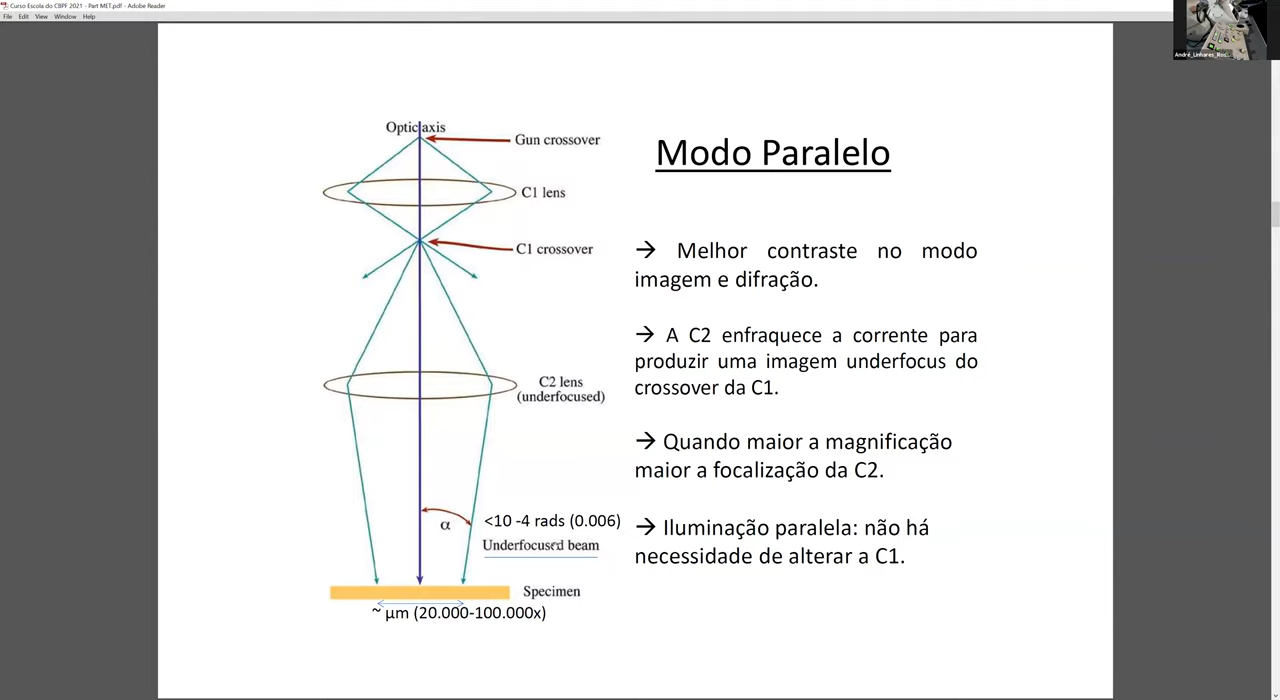 Curso Escola do CBPF 2021 - Part MET.pdf - Adobe Reader
File Edit View Window Help
André_Linhares_Ros...
Optic axis
Gun crossover
C1 lens
C1 crossover
C2 lens
(underfocused)
α
<10 -4 rads (0.006)
Underfocused beam
Specimen
~ µm (20.000-100.000x)
Modo Paralelo
→ Melhor contraste no modo
imagem e difração.
→ A C2 enfraquece a corrente para
produzir uma imagem underfocus do
crossover da C1.
→ Quando maior a magnificação
maior a focalização da C2.
→ Iluminação paralela: não há
necessidade de alterar a C1.